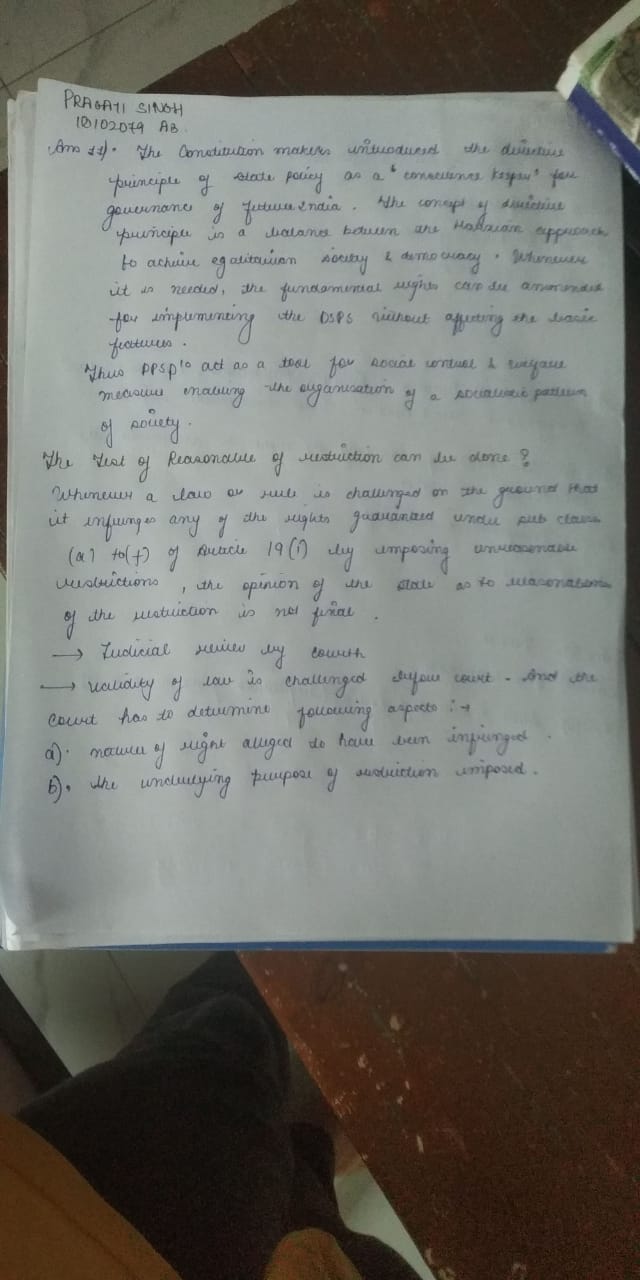 PRAGATI SINGH
18102079 A3.
Ans 11). The Constitution makers introduced the directive
principle of state policy as a "conscience keeper" for
governance of future India. The concept of directive
principle is a balance between the Marxian approach
to achieve egalitarian society & democracy. Whenever
it is needed, the fundamental rights can be ammended
for implementing the DSPS without affecting the basic
features.
Thus DPSP's act as a tool for social control & welfare
measure enabling the organisation of a socialistic pattern
of society.
The Test of Reasonable of restriction can be done?
Whenever a law or rule is challenged on the ground that
it infringes any of the rights guaranteed under sub clause
(a) to (f) of Article 19(1) by imposing unreasonable
restrictions, the opinion of the state as to reasonableness
of the restriction is not final.
→ Judicial review by courth
→ Validity of law is challenged before court. And the
court has to determine following aspects :→
a). nature of right alleged to have been infringed.
b). the underlying purpose of restriction imposed.